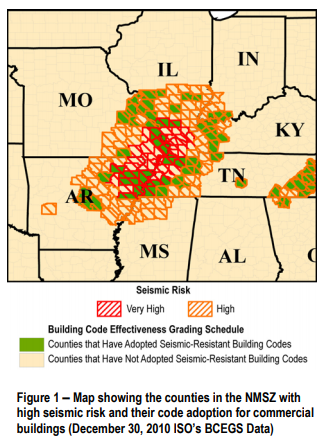 IL
IN
MO
KY
TN
AR
MS
AL
Seismic Risk
Very High
High
Building Code Effectiveness Grading Schedule
Counties that Have Adopted Seismic-Resistant Building Codes
Counties that Have Not Adopted Seismic-Resistant Building Codes
Figure 1 – Map showing the counties in the NMSZ with
high seismic risk and their code adoption for commercial
buildings (December 30, 2010 ISO's BCEGS Data)